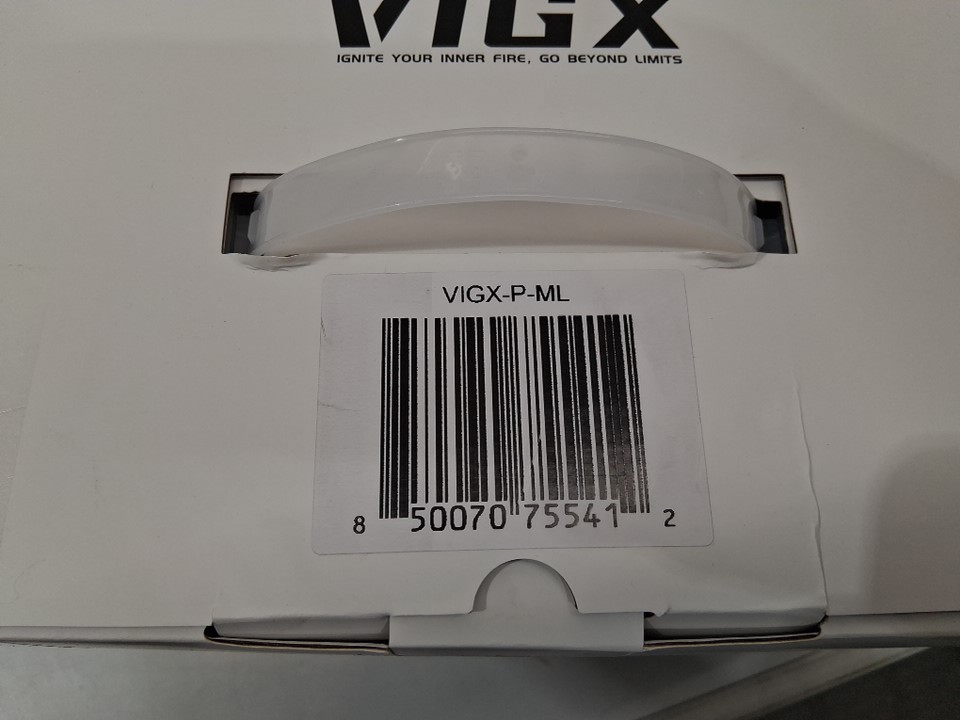 VIGX
IGNITE YOUR INNER FIRE, GO BEYOND LIMITS
VIGX-P-ML
8 50070 75541 2